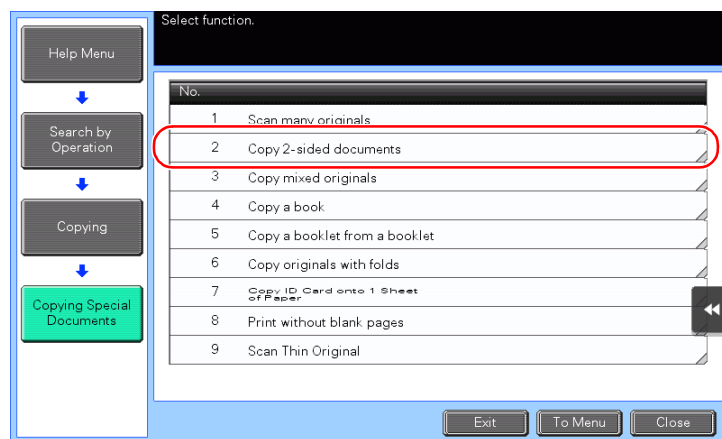 Select function.
Help Menu
Search by
Operation
Copying
Copying Special
Documents
No.
1 Scan many originals
2 Copy 2-sided documents
3 Copy mixed originals
4 Copy a book
5 Copy a booklet from a booklet
6 Copy originals with folds
7 Copy ID Card onto 1 Sheet
of Paper
8 Print without blank pages
9 Scan Thin Original
Exit To Menu Close